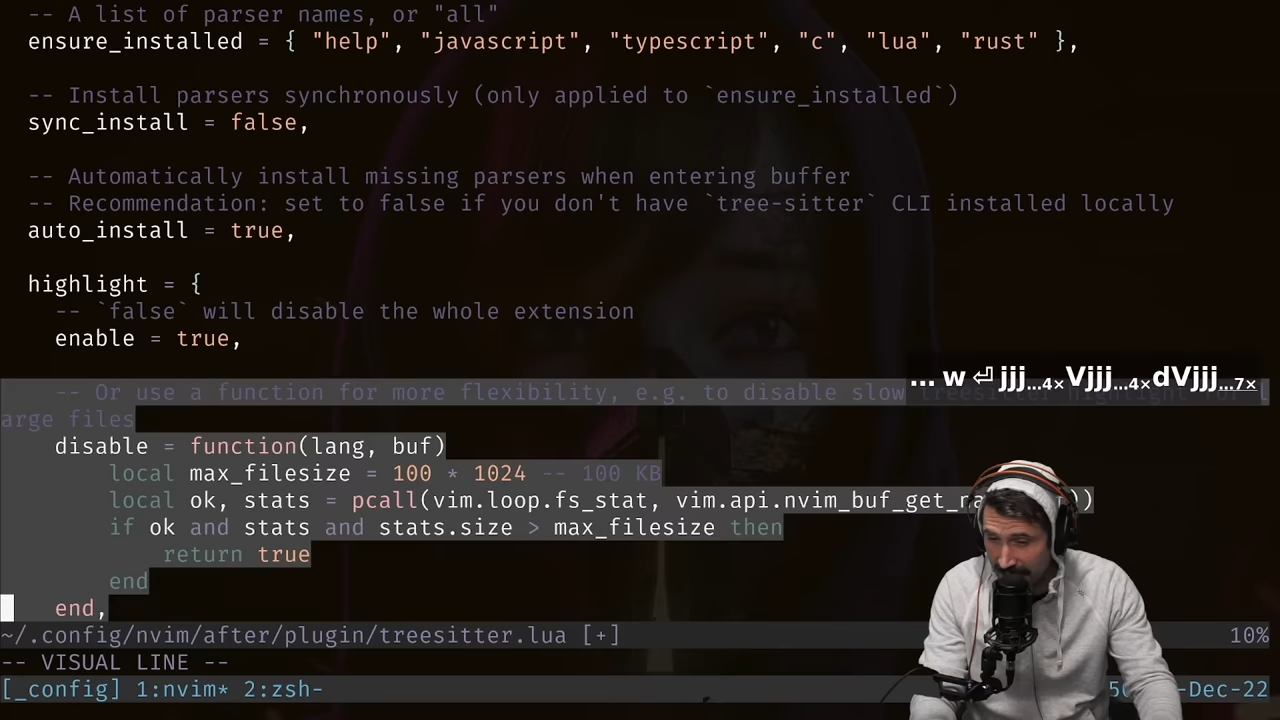 -- A list of parser names, or "all"
ensure_installed = { "help", "javascript", "typescript", "c", "lua", "rust" },
-- Install parsers synchronously (only applied to `ensure_installed`)
sync_install = false,
-- Automatically install missing parsers when entering buffer
-- Recommendation: set to false if you don't have `tree-sitter` CLI installed locally
auto_install = true,
highlight = {
-- `false` will disable the whole extension
enable = true,
... w ⏎ jjj...4×Vjjj...4×dVjjj...7×
-- Or use a function for more flexibility, e.g. to disable slow treesitter highlight for l
arge files
disable = function(lang, buf)
local max_filesize = 100 * 1024 -- 100 KB
local ok, stats = pcall(vim.loop.fs_stat, vim.api.nvim_buf_get_na ))
if ok and stats and stats.size > max_filesize then
return true
end
end,
~/.config/nvim/after/plugin/treesitter.lua [+] 10%
-- VISUAL LINE --
[_config] 1:nvim* 2:zsh- -Dec-22